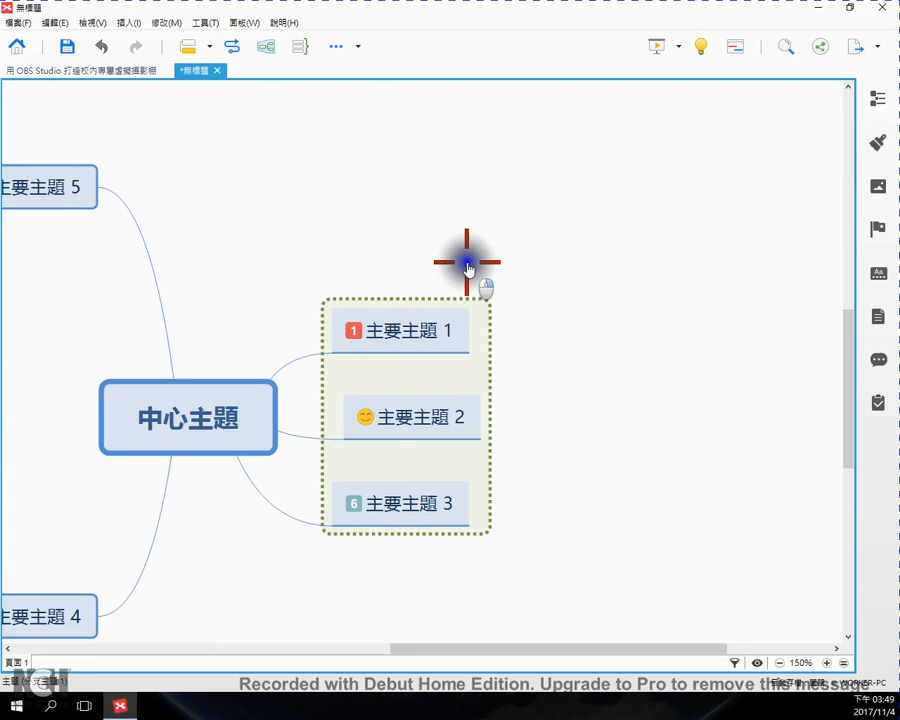 無標題
檔案(F) 編輯(E) 檢視(V) 插入(I) 修改(M) 工具(T) 面板(W) 說明(H)
用 OBS Studio 打造校內專屬虛擬攝影棚 *無標題
主要主題 5
1 主要主題 1
中心主題
主要主題 2
6 主要主題 3
主要主題 4
Aa
頁面 1
150%
NCH
WORKER-PC
Recorded with Debut Home Edition. Upgrade to Pro to remove this message
下午 03:49
2017/11/4